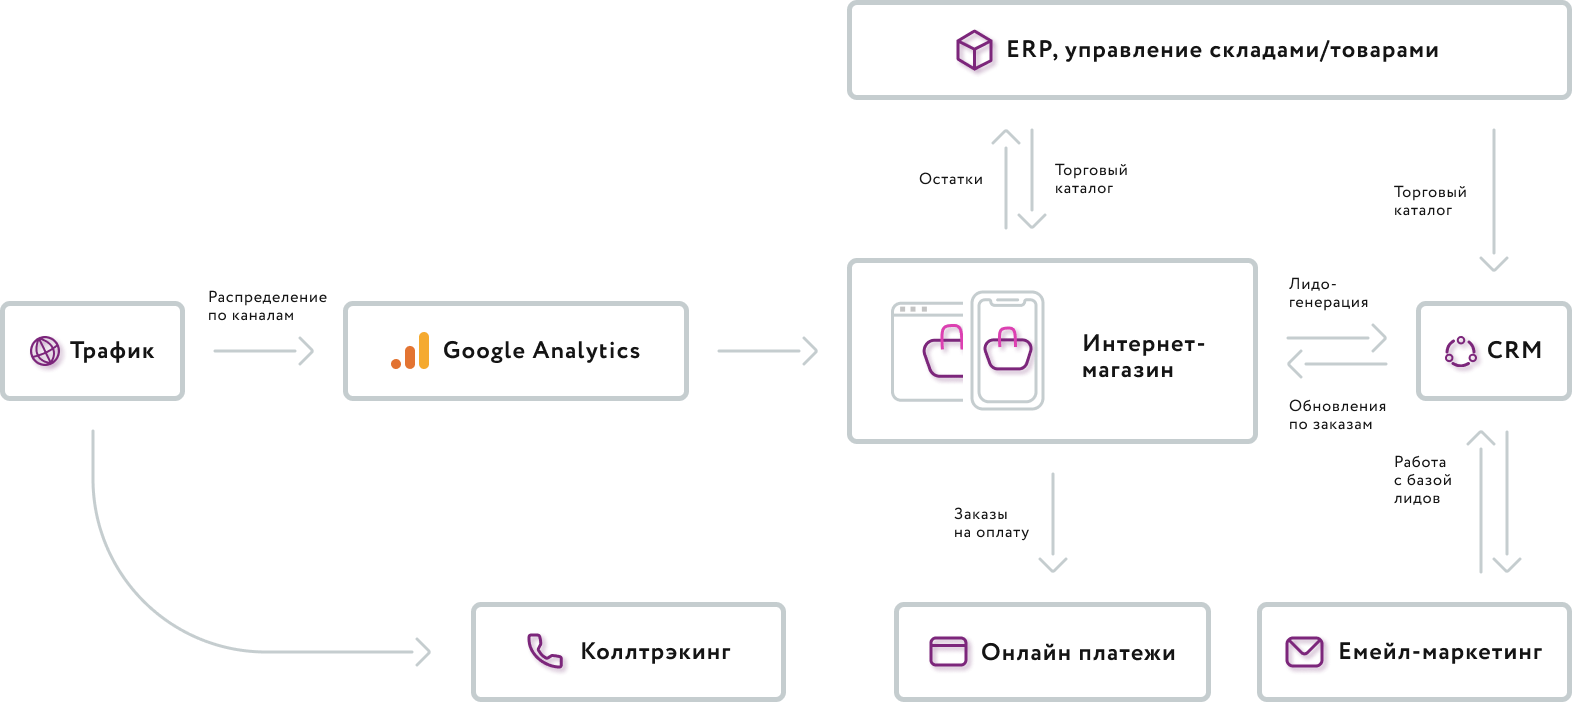 ERP, управление складами/товарами
Остатки
Торговый
каталог
Торговый
каталог
Трафик
Распределение
по каналам
Google Analytics
Интернет-
магазин
Лидо-
генерация
Обновления
по заказам
CRM
Работа
с базой
лидов
Заказы
на оплату
Коллтрэкинг
Онлайн платежи
Емейл-маркетинг